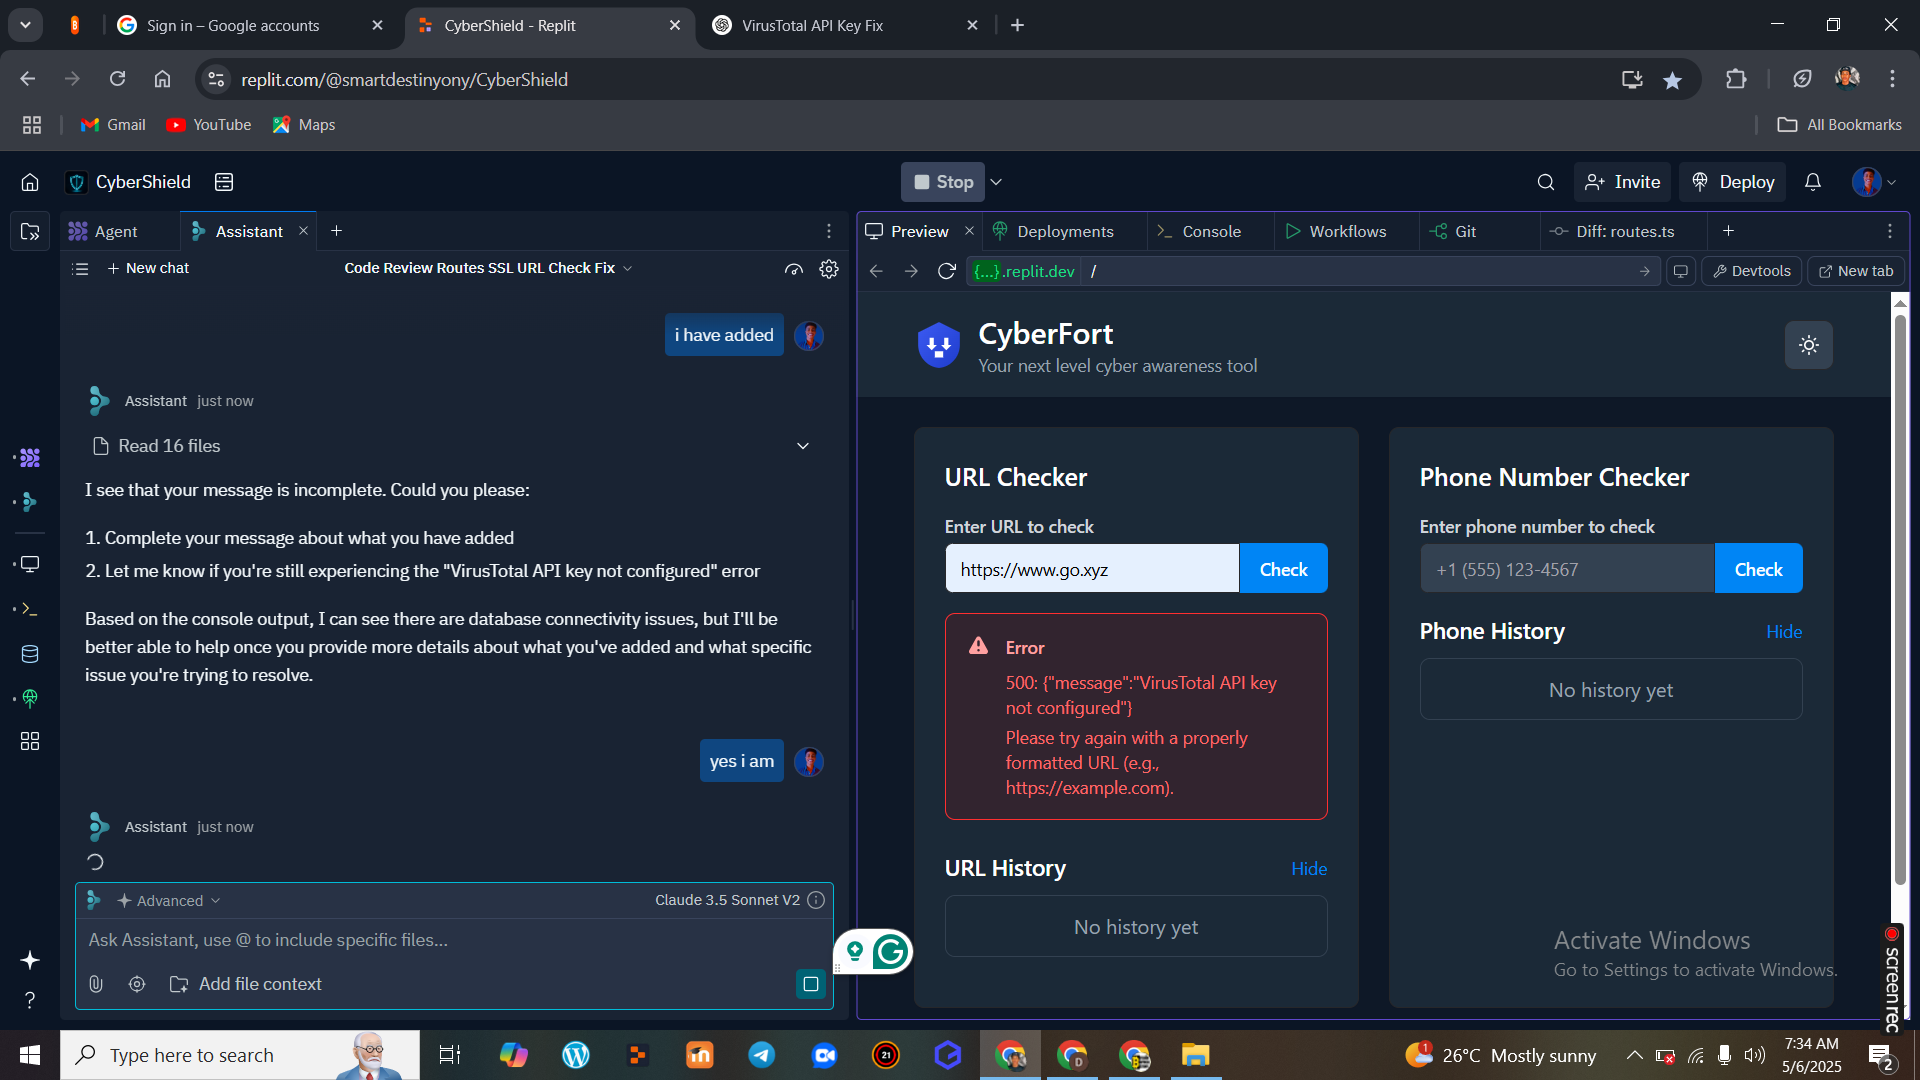 Sign in – Google accounts
CyberShield - Replit
VirusTotal API Key Fix
replit.com/@smartdestinyony/CyberShield
Gmail
YouTube
Maps
All Bookmarks
CyberShield
Stop
Invite
Deploy
Agent
Assistant
Preview
Deployments
Console
Workflows
Git
Diff: routes.ts
New chat
Code Review Routes SSL URL Check Fix
{...}.replit.dev
/
Devtools
New tab
i have added
Assistant just now
Read 16 files
I see that your message is incomplete. Could you please:
1. Complete your message about what you have added
2. Let me know if you're still experiencing the "VirusTotal API key not configured" error
Based on the console output, I can see there are database connectivity issues, but I'll be
better able to help once you provide more details about what you've added and what specific
issue you're trying to resolve.
yes i am
Assistant just now
Advanced
Claude 3.5 Sonnet V2
Ask Assistant, use @ to include specific files...
Add file context
CyberFort
Your next level cyber awareness tool
URL Checker
Enter URL to check
https://www.go.xyz
Check
Error
500: {"message":"VirusTotal API key
not configured"}
Please try again with a properly
formatted URL (e.g.,
https://example.com).
URL History
Hide
No history yet
Phone Number Checker
Enter phone number to check
+1 (555) 123-4567
Check
Phone History
Hide
No history yet
Activate Windows
Go to Settings to activate Windows.
screenrec
Type here to search
21
D
1
26°C Mostly sunny
7:34 AM
5/6/2025
2